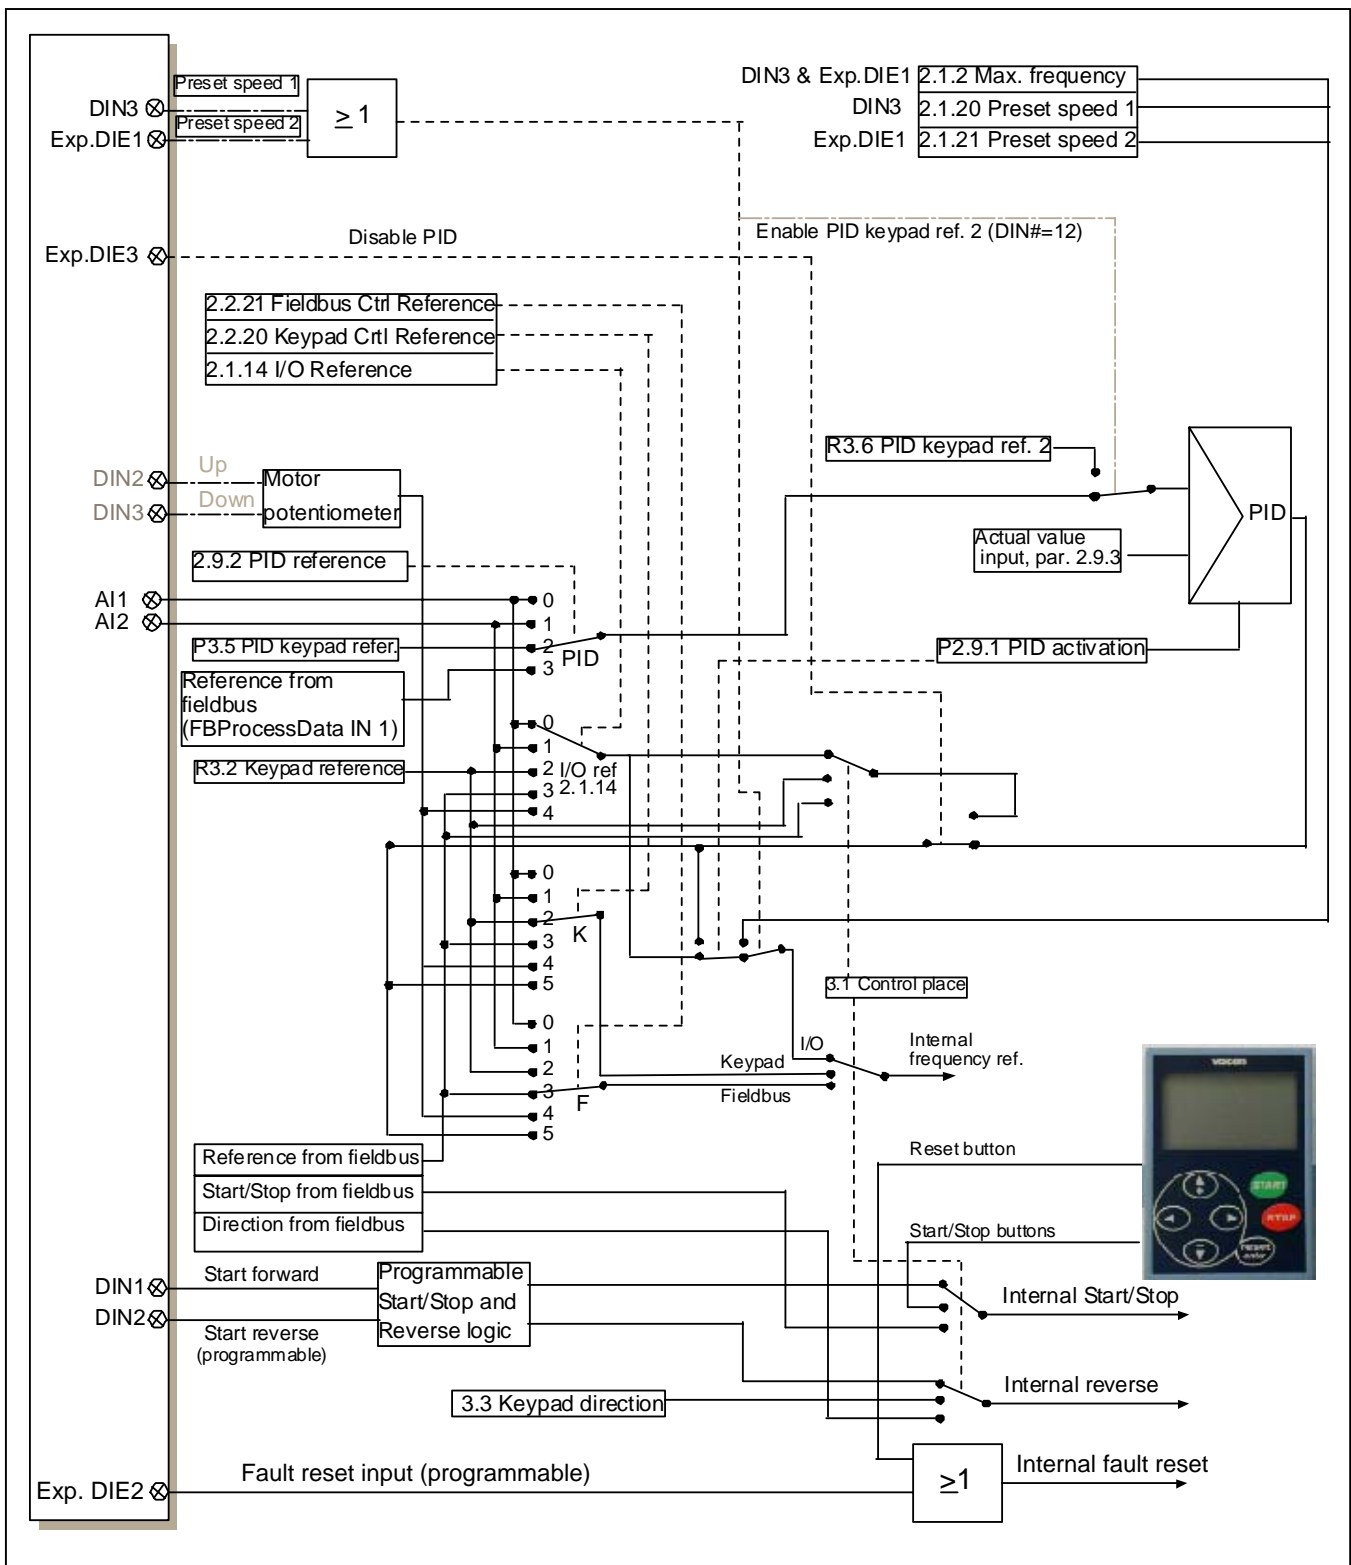 Preset speed 1
DIN3
Preset speed 2
Exp.DIE1
≥1
DIN3 & Exp.DIE1 2.1.2 Max. frequency
DIN3 2.1.20 Preset speed 1
Exp.DIE1 2.1.21 Preset speed 2
Enable PID keypad ref. 2 (DIN#=12)
Disable PID
Exp.DIE3
2.2.21 Fieldbus Ctrl Reference
2.2.20 Keypad Crtl Reference
2.1.14 I/O Reference
R3.6 PID keypad ref. 2
PID
Actual value
input, par. 2.9.3
P2.9.1 PID activation
DIN2
Up
DIN3
Down
Motor
potentiometer
2.9.2 PID reference
AI1
AI2
0
1
2
3
PID
P3.5 PID keypad refer.
Reference from
fieldbus
(FBProcessData IN 1)
R3.2 Keypad reference
0
1
2
3
4
I/O ref
2.1.14
0
1
2
3
4
5
K
0
1
2
3
4
5
F
3.1 Control place
I/O
Keypad
Fieldbus
Internal
frequency ref.
Reference from fieldbus
Start/Stop from fieldbus
Direction from fieldbus
Reset button
Start/Stop buttons
VACON
START
STOP
reset
enter
DIN1
Start forward
DIN2
Start reverse
(programmable)
Programmable
Start/Stop and
Reverse logic
Internal Start/Stop
3.3 Keypad direction
Internal reverse
Exp. DIE2
Fault reset input (programmable)
≥1
Internal fault reset